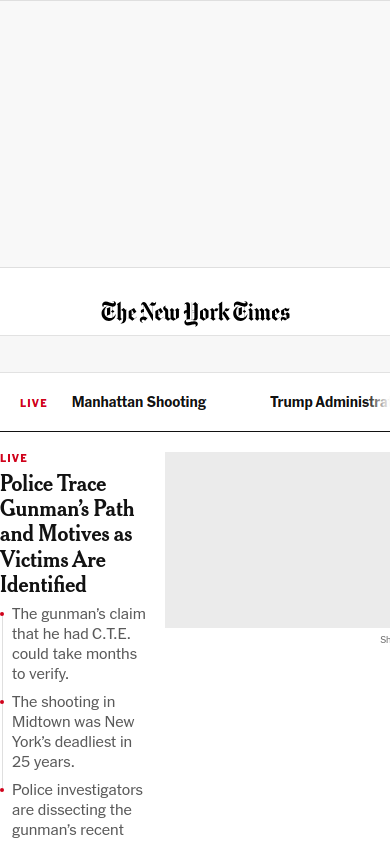 The New York Times
LIVE Manhattan Shooting Trump Administra
LIVE
Police Trace
Gunman's Path
and Motives as
Victims Are
Identified
The gunman's claim
that he had C.T.E.
could take months
to verify.
Sh
The shooting in
Midtown was New
York's deadliest in
25 years.
Police investigators
are dissecting the
gunman's recent